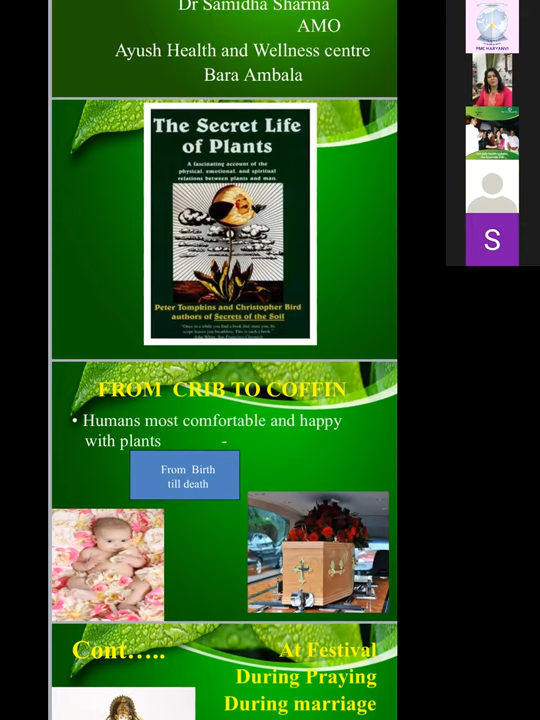 Dr Samidha Sharma
AMO
Ayush Health and Wellness centre
Bara Ambala
The Secret Life
of Plants
A fascinating account of the
physical, emotional, and spiritual
relations between plants and man.
Peter Tompkins and Christopher Bird
authors of Secrets of the Soil
FROM CRIB TO COFFIN
• Humans most comfortable and happy
with plants -
From Birth
till death
Cont…..
At Festival
During Praying
During marriage
PMC HARYANVI
S